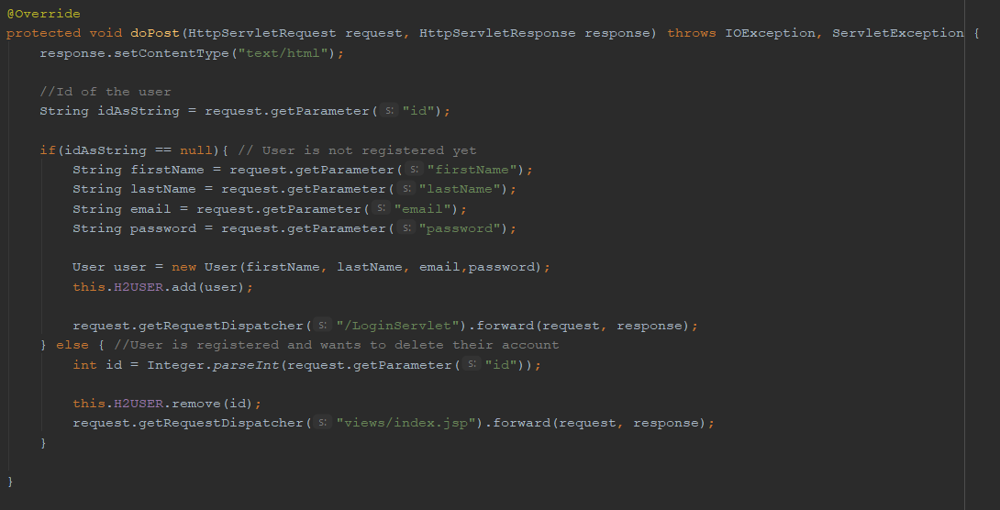 @Override
protected void doPost(HttpServletRequest request, HttpServletResponse response) throws IOException, ServletException {
    response.setContentType("text/html");

    //Id of the user
    String idAsString = request.getParameter( s: "id");

    if(idAsString == null){ // User is not registered yet
        String firstName = request.getParameter( s: "firstName");
        String lastName = request.getParameter( s: "lastName");
        String email = request.getParameter( s: "email");
        String password = request.getParameter( s: "password");

        User user = new User(firstName, lastName, email,password);
        this.H2USER.add(user);

        request.getRequestDispatcher( s: "/LoginServlet").forward(request, response);
    } else { //User is registered and wants to delete their account
        int id = Integer.parseInt(request.getParameter( s: "id"));

        this.H2USER.remove(id);
        request.getRequestDispatcher( s: "views/index.jsp").forward(request, response);
    }

}